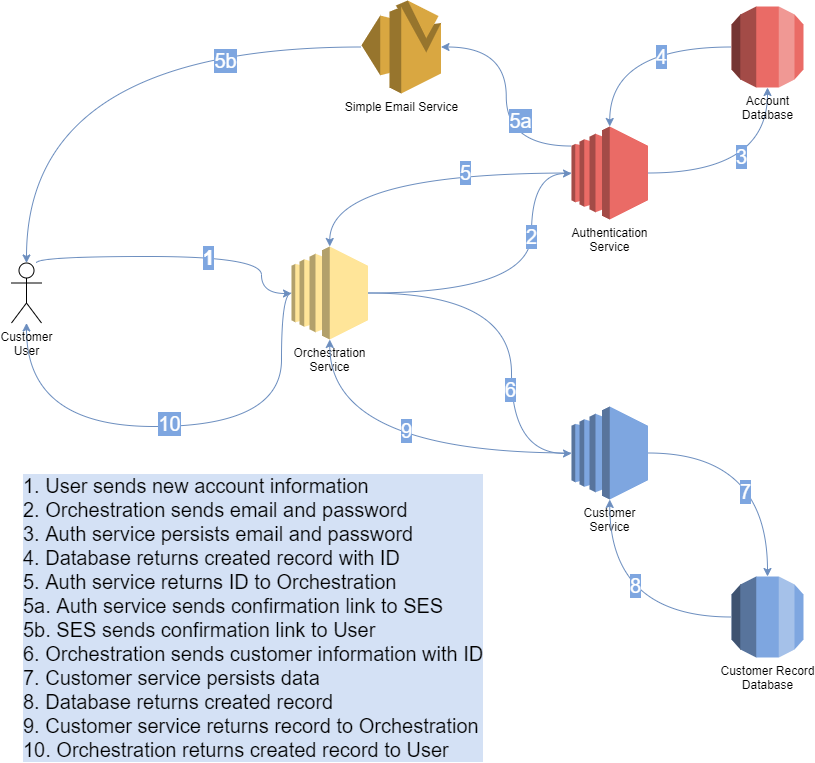 5b
Simple Email Service
5a
4
Account
Database
3
5
Authentication
Service
2
1
Customer
User
Orchestration
Service
10
9
6
Customer
Service
7
8
Customer Record
Database
1. User sends new account information
2. Orchestration sends email and password
3. Auth service persists email and password
4. Database returns created record with ID
5. Auth service returns ID to Orchestration
5a. Auth service sends confirmation link to SES
5b. SES sends confirmation link to User
6. Orchestration sends customer information with ID
7. Customer service persists data
8. Database returns created record
9. Customer service returns record to Orchestration
10. Orchestration returns created record to User